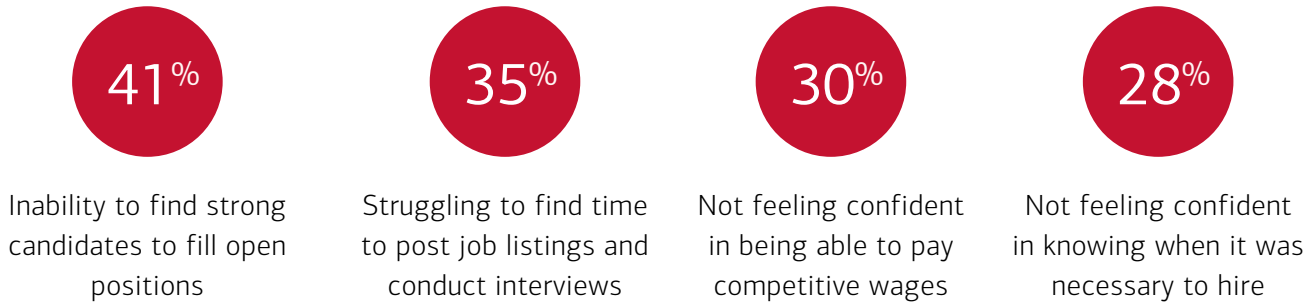 41%
Inability to find strong
candidates to fill open
positions
35%
Struggling to find time
to post job listings and
conduct interviews
30%
Not feeling confident
in being able to pay
competitive wages
28%
Not feeling confident
in knowing when it was
necessary to hire